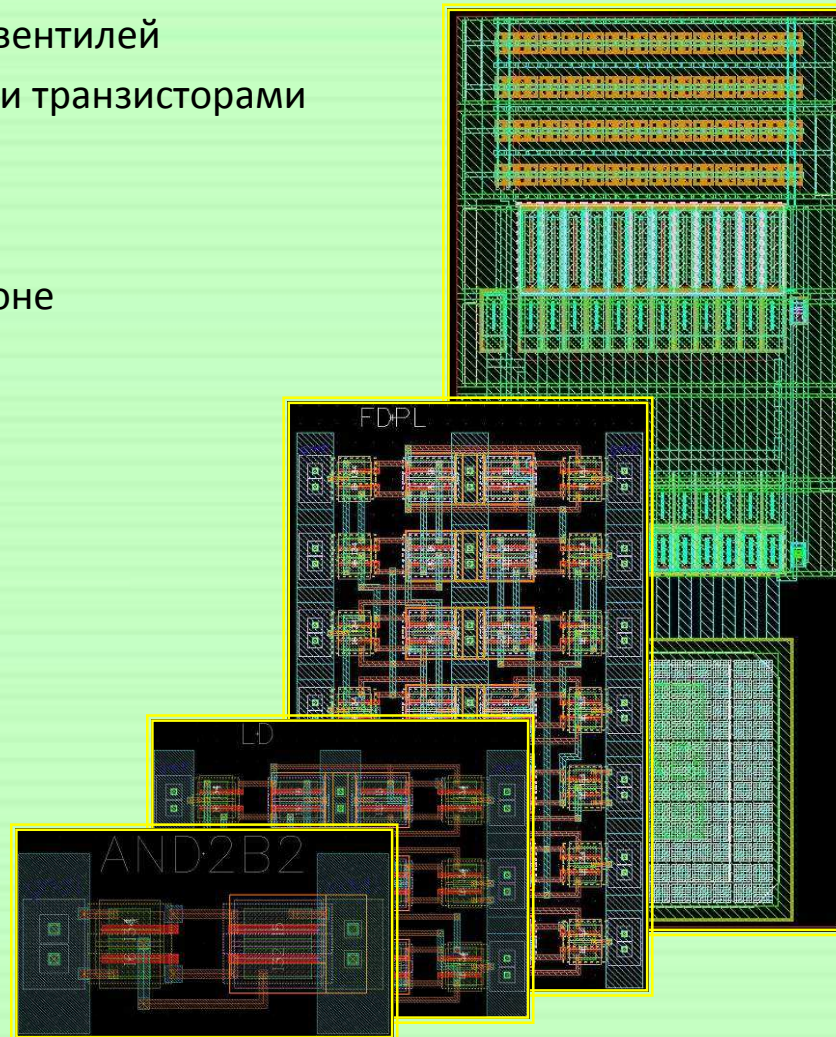 вентилей
и транзисторами
оне
FDPL
LD
AND2B2